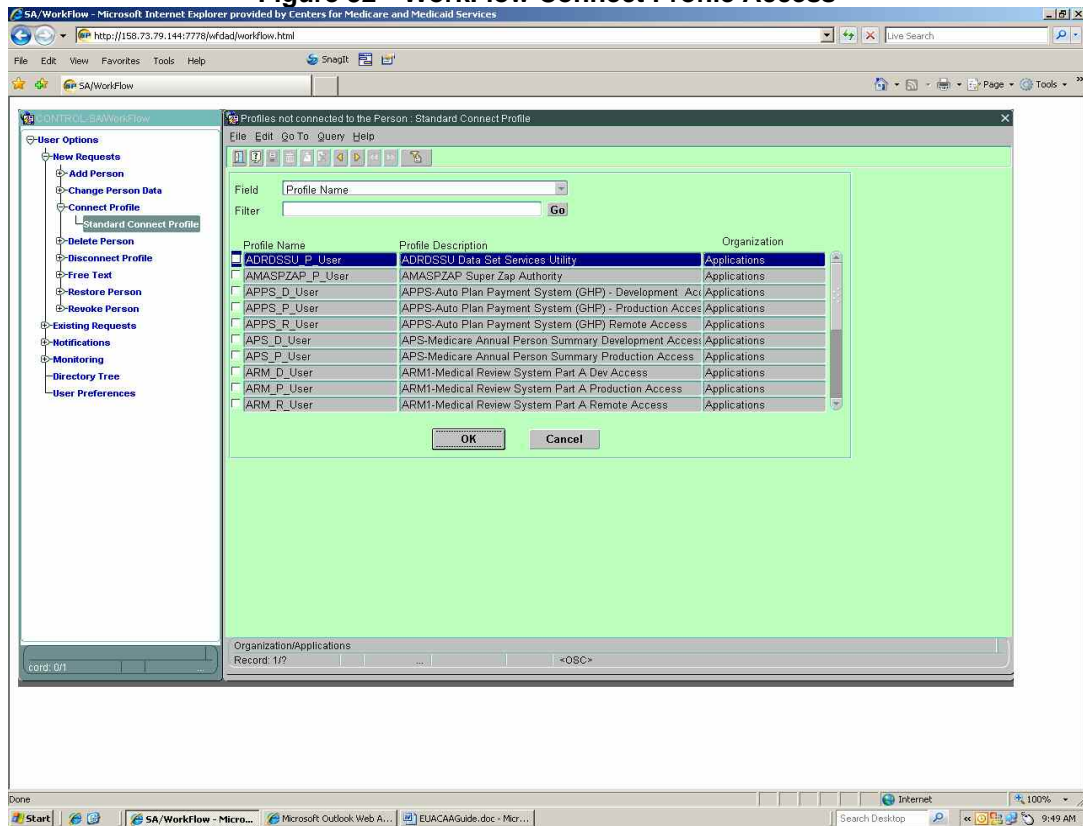 Figure 32 - WorkFlow Connect Profile Access
SA/WorkFlow - Microsoft Internet Explorer provided by Centers for Medicare and Medicaid Services
http://158.73.79.144:7778/wfdad/workflow.html
Live Search
File Edit View Favorites Tools Help
SnagIt
SA/WorkFlow
Page Tools
CONTROL-SA/WorkFlow
User Options
New Requests
Add Person
Change Person Data
Connect Profile
Standard Connect Profile
Delete Person
Disconnect Profile
Free Text
Restore Person
Revoke Person
Existing Requests
Notifications
Monitoring
Directory Tree
User Preferences
cord: 0/1 ...
Profiles not connected to the Person : Standard Connect Profile
File Edit Go To Query Help
Field Profile Name
Filter Go
Profile Name Profile Description Organization
ADRDSSU_P_User ADRDSSU Data Set Services Utility Applications
AMASPZAP_P_User AMASPZAP Super Zap Authority Applications
APPS_D_User APPS-Auto Plan Payment System (GHP) - Development Acc Applications
APPS_P_User APPS-Auto Plan Payment System (GHP) - Production Acces Applications
APPS_R_User APPS-Auto Plan Payment System (GHP) Remote Access Applications
APS_D_User APS-Medicare Annual Person Summary Development Access Applications
APS_P_User APS-Medicare Annual Person Summary Production Access Applications
ARM_D_User ARM1-Medical Review System Part A Dev Access Applications
ARM_P_User ARM1-Medical Review System Part A Production Access Applications
ARM_R_User ARM1-Medical Review System Part A Remote Access Applications
OK Cancel
Organization/Applications
Record: 1/? ... <OSC>
Done Internet 100%
Start SA/WorkFlow - Micro... Microsoft Outlook Web A... EUACAAGuide.doc - Micr... Search Desktop 9:49 AM